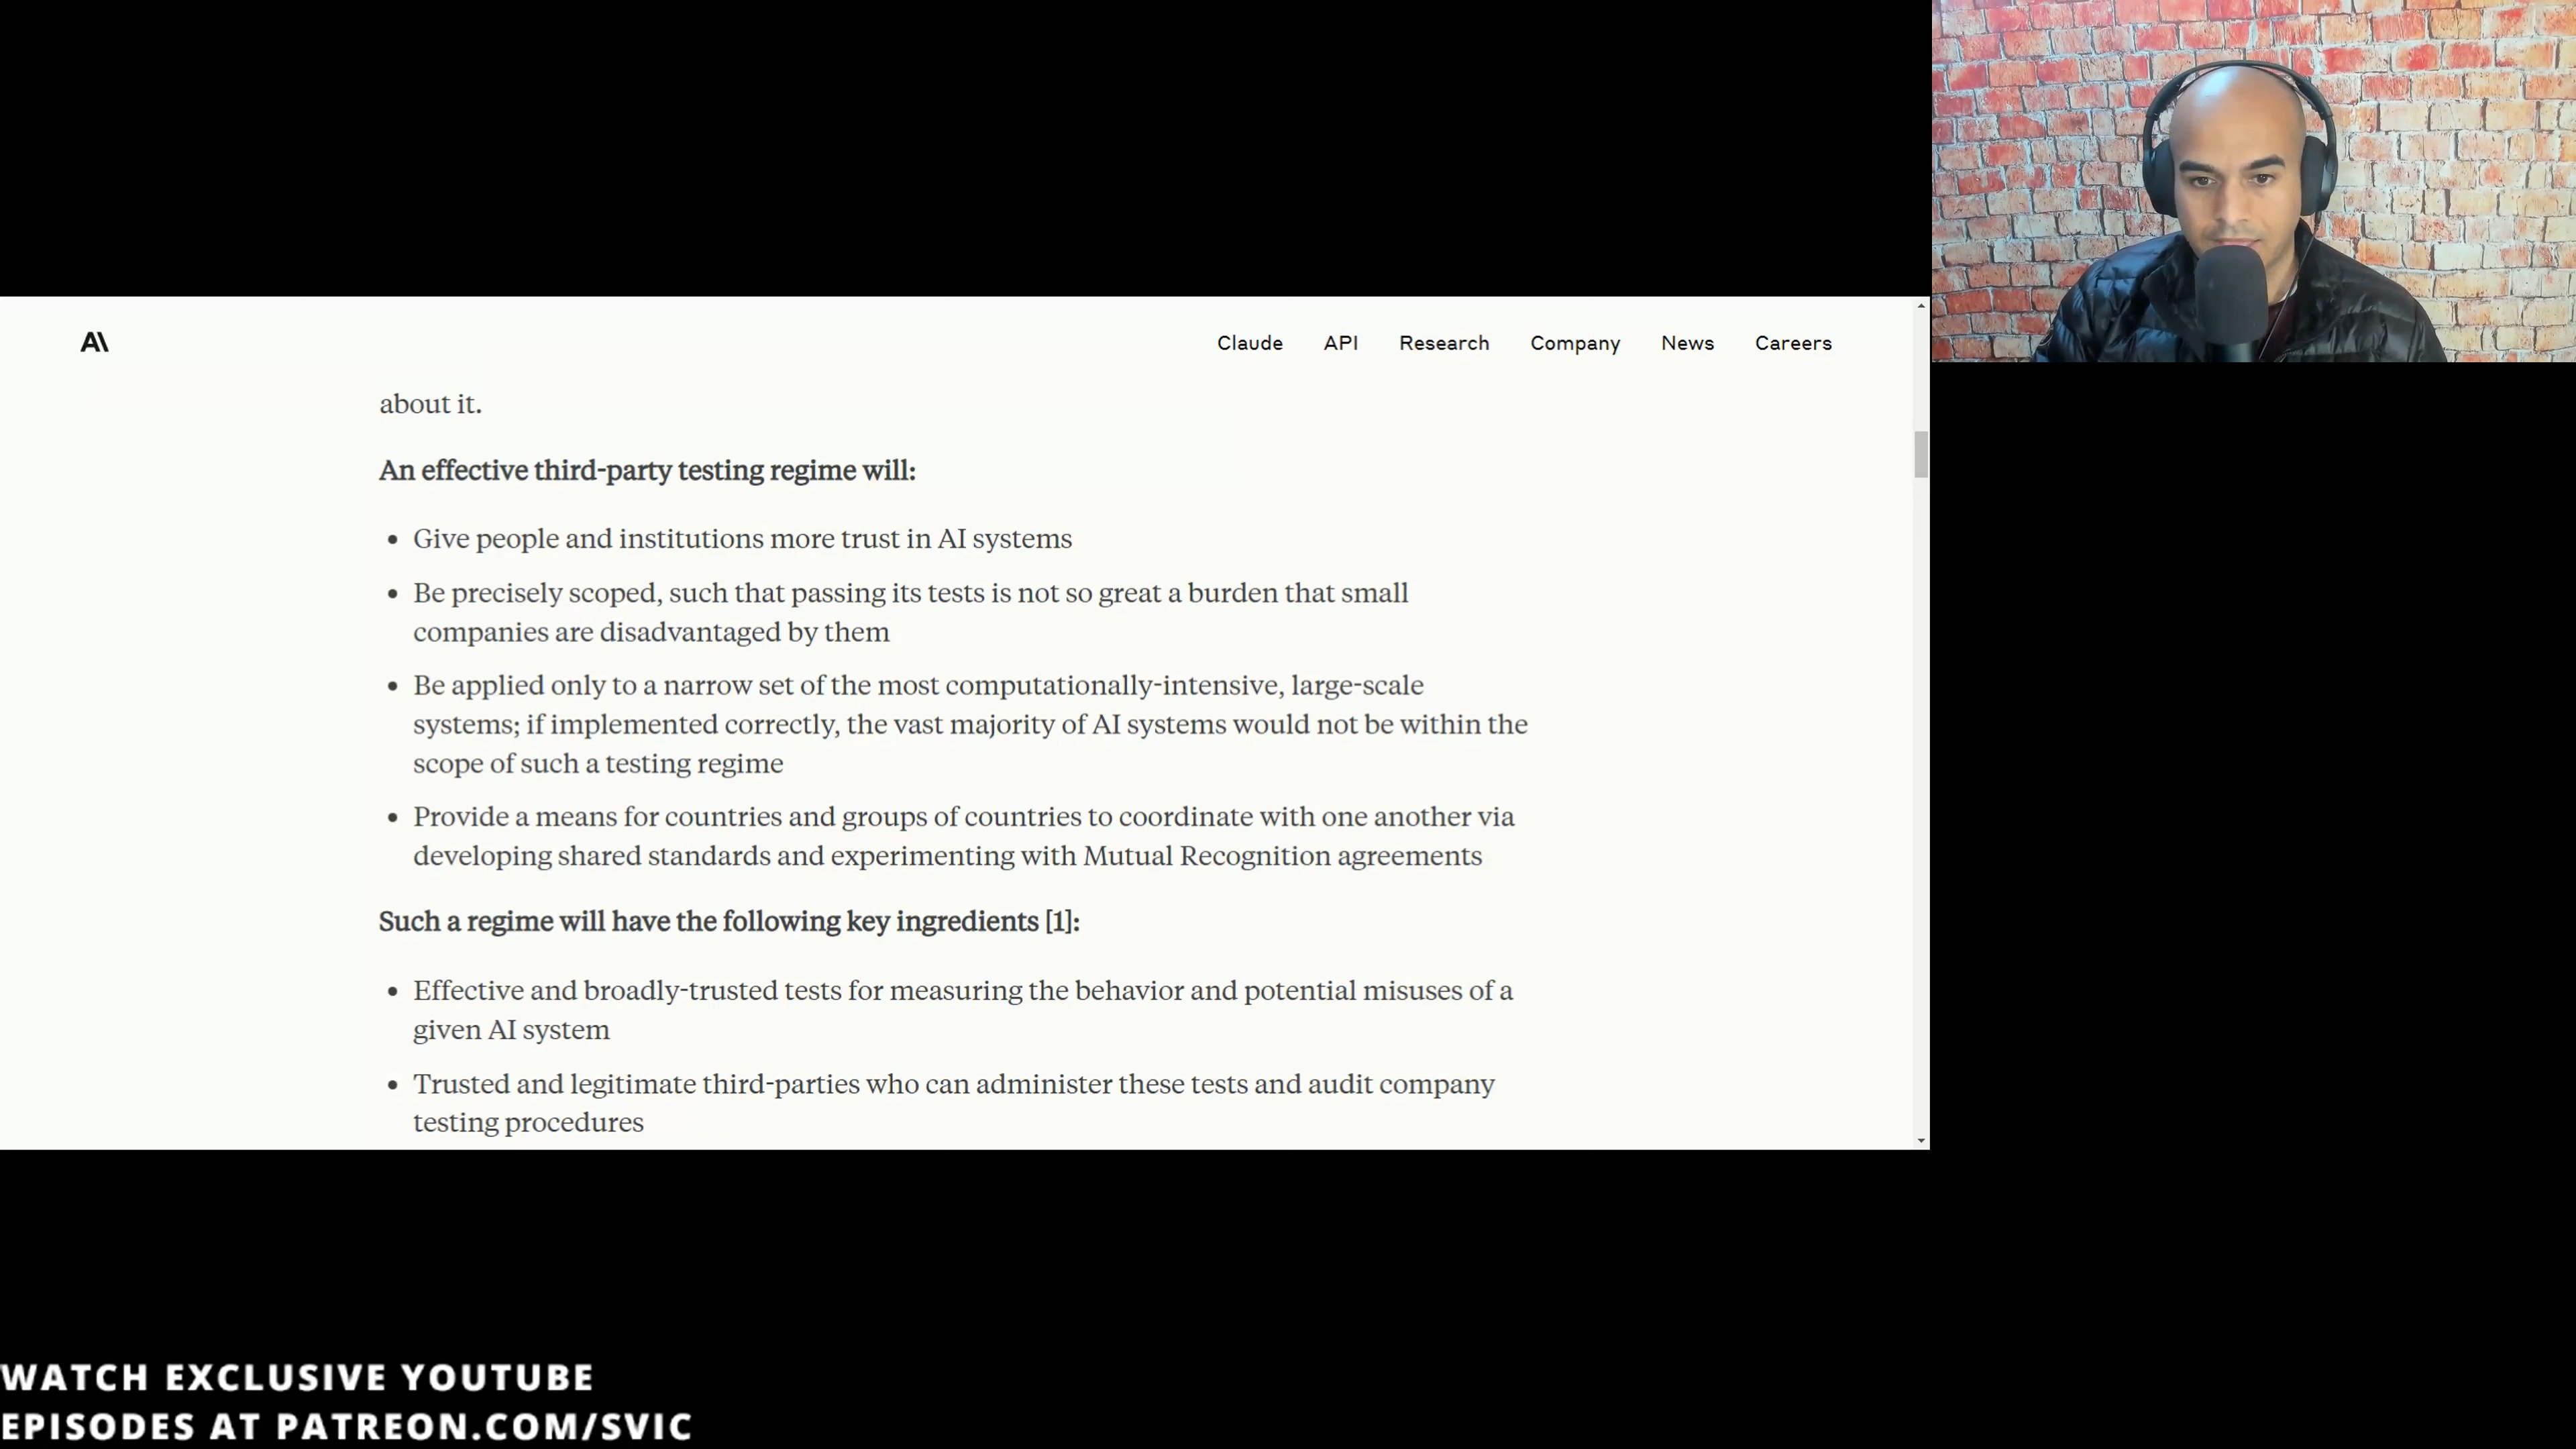 A\
Claude API Research Company News Careers
about it.
An effective third-party testing regime will:
• Give people and institutions more trust in AI systems
• Be precisely scoped, such that passing its tests is not so great a burden that small
companies are disadvantaged by them
• Be applied only to a narrow set of the most computationally-intensive, large-scale
systems; if implemented correctly, the vast majority of AI systems would not be within the
scope of such a testing regime
• Provide a means for countries and groups of countries to coordinate with one another via
developing shared standards and experimenting with Mutual Recognition agreements
Such a regime will have the following key ingredients [1]:
• Effective and broadly-trusted tests for measuring the behavior and potential misuses of a
given AI system
• Trusted and legitimate third-parties who can administer these tests and audit company
testing procedures
WATCH EXCLUSIVE YOUTUBE
EPISODES AT PATREON.COM/SVIC